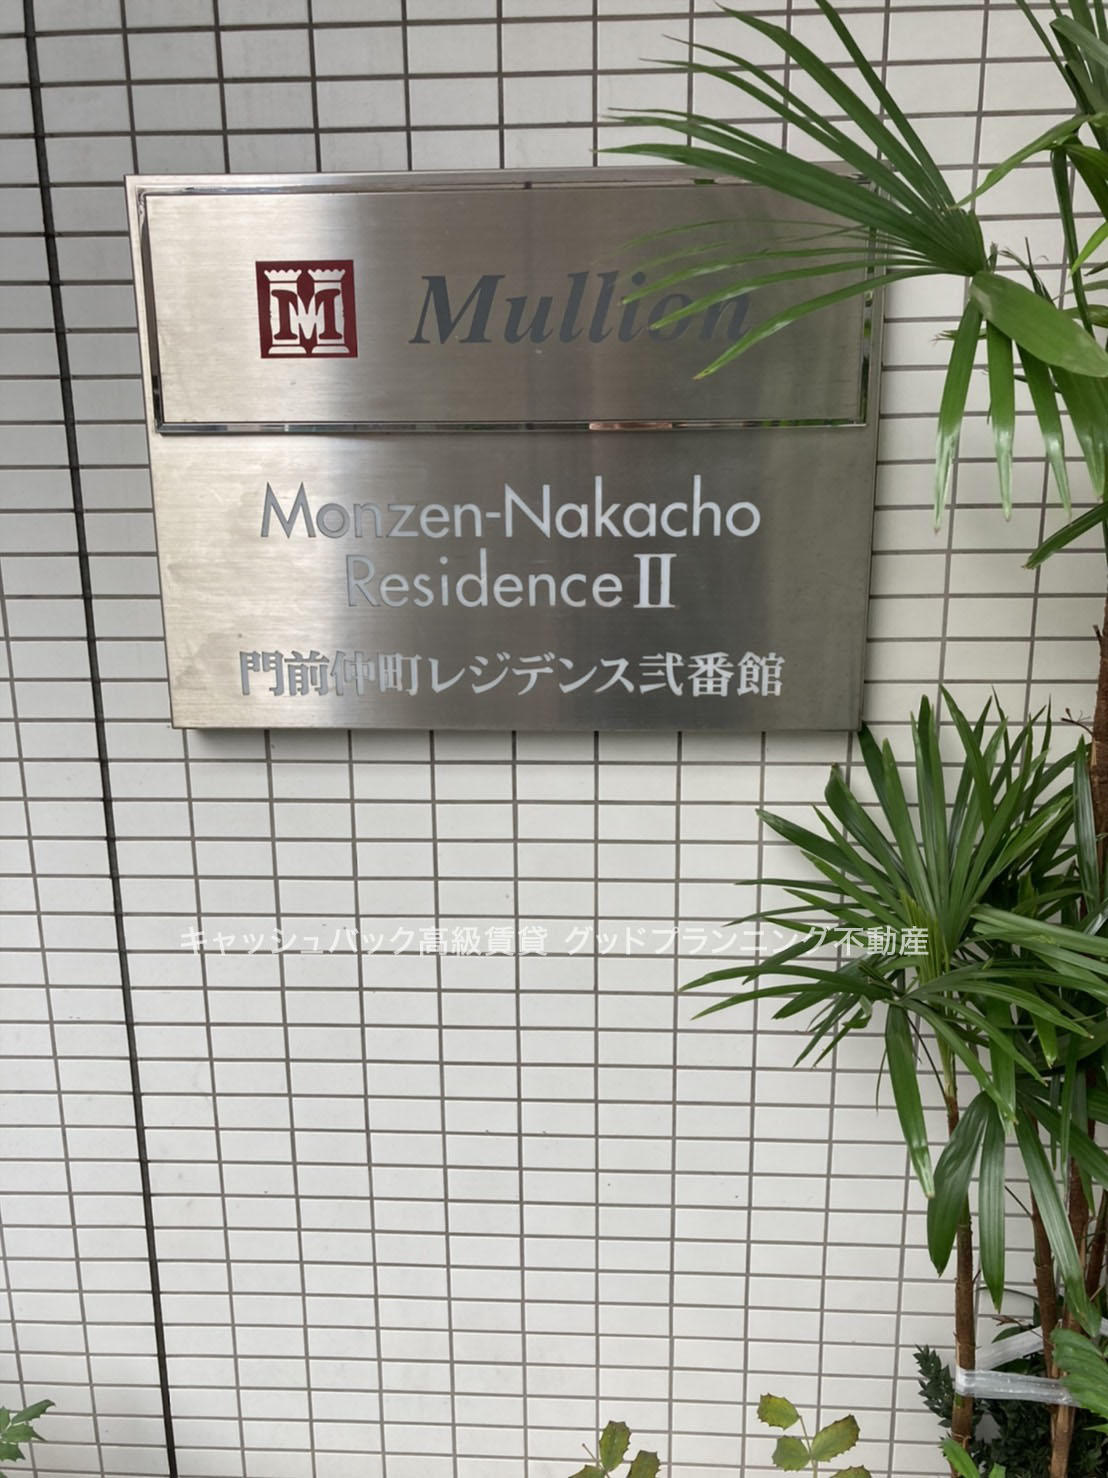 M Mullion
Monzen-Nakacho
Residence II
門前仲町レジデンス弐番館
キャッシュバック高級賃貸 グッドプランニング不動産